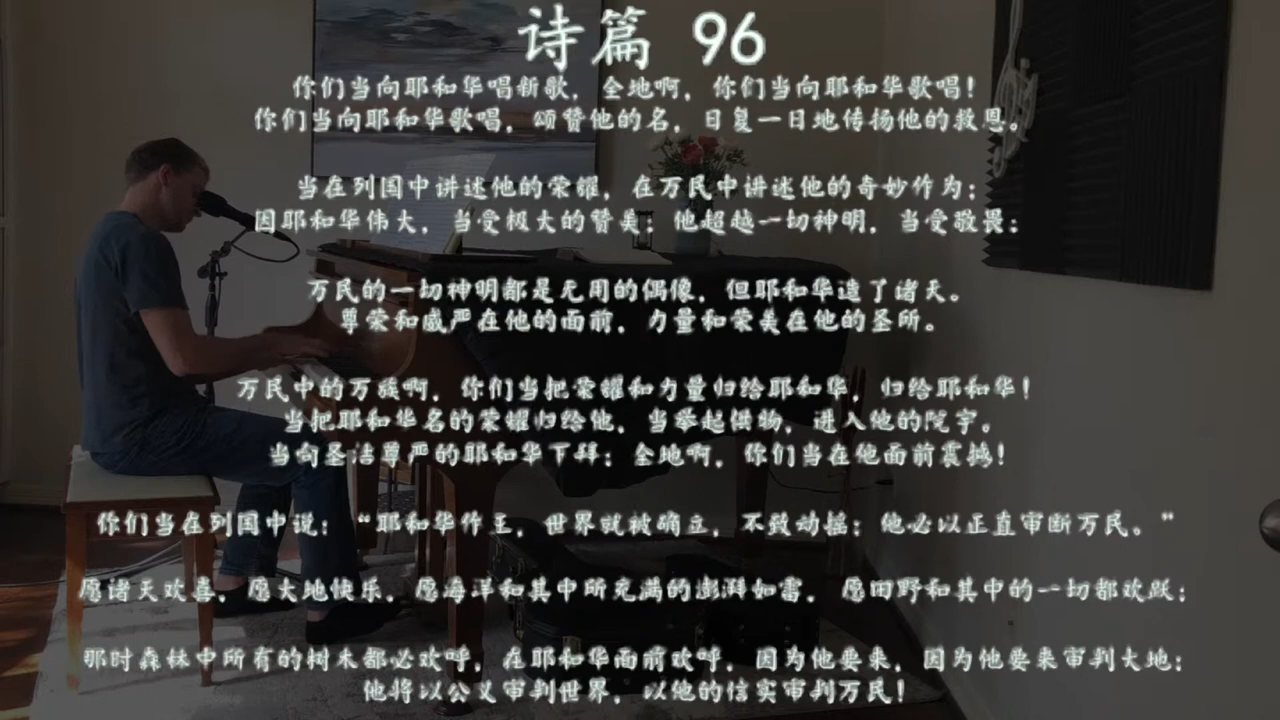 诗篇 96
你们当向耶和华唱新歌，全地啊，你们当向耶和华歌唱！
你们当向耶和华歌唱，颂赞他的名，日复一日地传扬他的救恩。
当在列国中讲述他的荣耀，在万民中讲述他的奇妙作为；
因耶和华伟大，当受极大的赞美；他超越一切神明，当受敬畏；
万民的一切神明都是无用的偶像，但耶和华造了诸天。
尊荣和威严在他的面前，力量和荣美在他的圣所。
万民中的万族啊，你们当把荣耀和力量归给耶和华，归给耶和华！
当把耶和华名的荣耀归给他，当举起供物，进入他的院宇。
当向圣洁尊严的耶和华下拜；全地啊，你们当在他面前震撼！
你们当在列国中说：“耶和华作王，世界就被确立，不致动摇；他必以正直审断万民。”
愿诸天欢喜，愿大地快乐，愿海洋和其中所充满的澎湃如雷，愿田野和其中的一切都欢跃；
那时森林中所有的树木都必欢呼，在耶和华面前欢呼，因为他要来，因为他要来审判大地；
他将以公义审判世界，以他的信实审判万民！